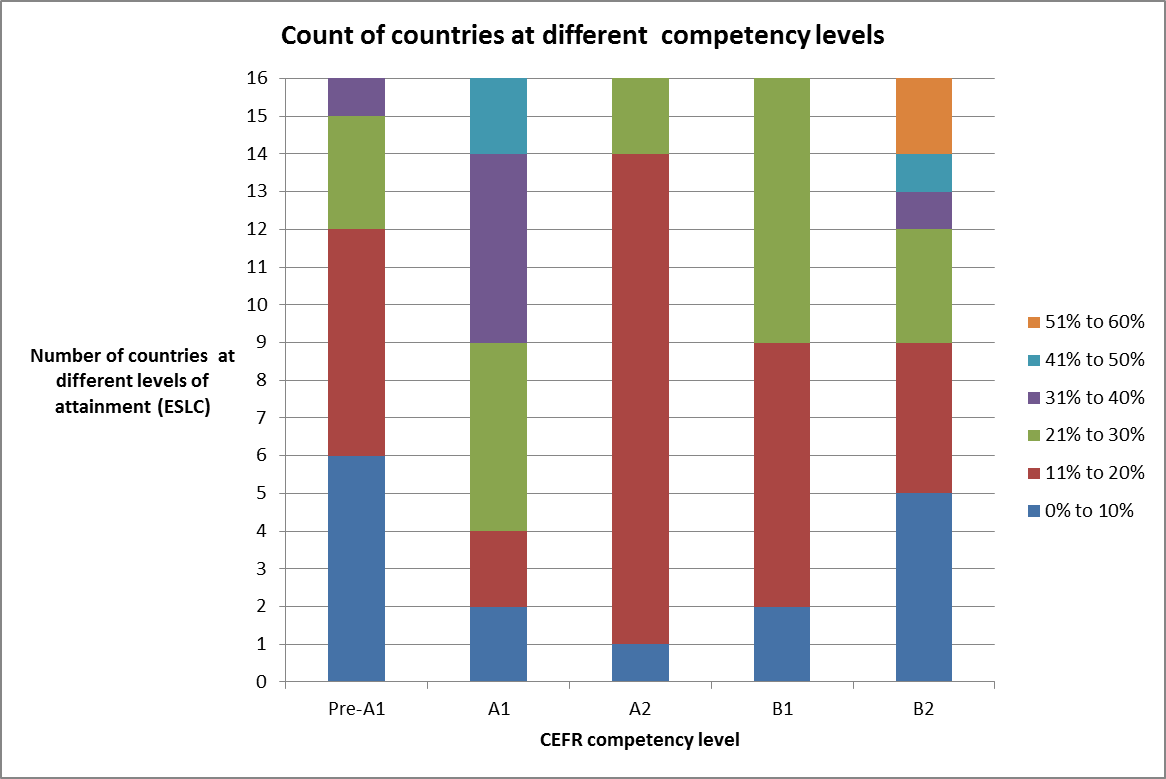 Count of countries at different  competency levels
16
15
14
13
12
11
10
9
8
7
6
5
4
3
2
1
0
Number of countries  at
different levels of
attainment (ESLC)
Pre-A1 A1 A2 B1 B2
CEFR competency level
51% to 60%
41% to 50%
31% to 40%
21% to 30%
11% to 20%
0% to 10%